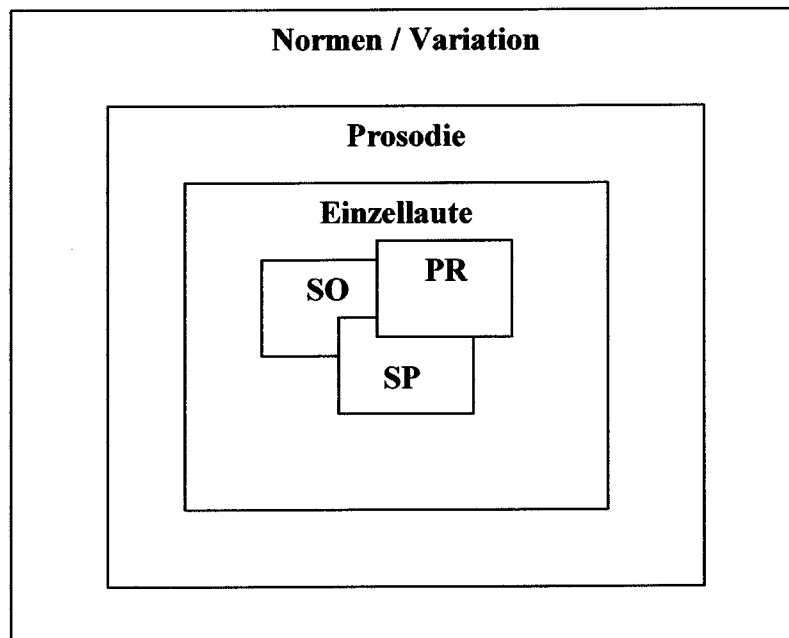 Normen / Variation
Prosodie
Einzellaute
SO
PR
SP